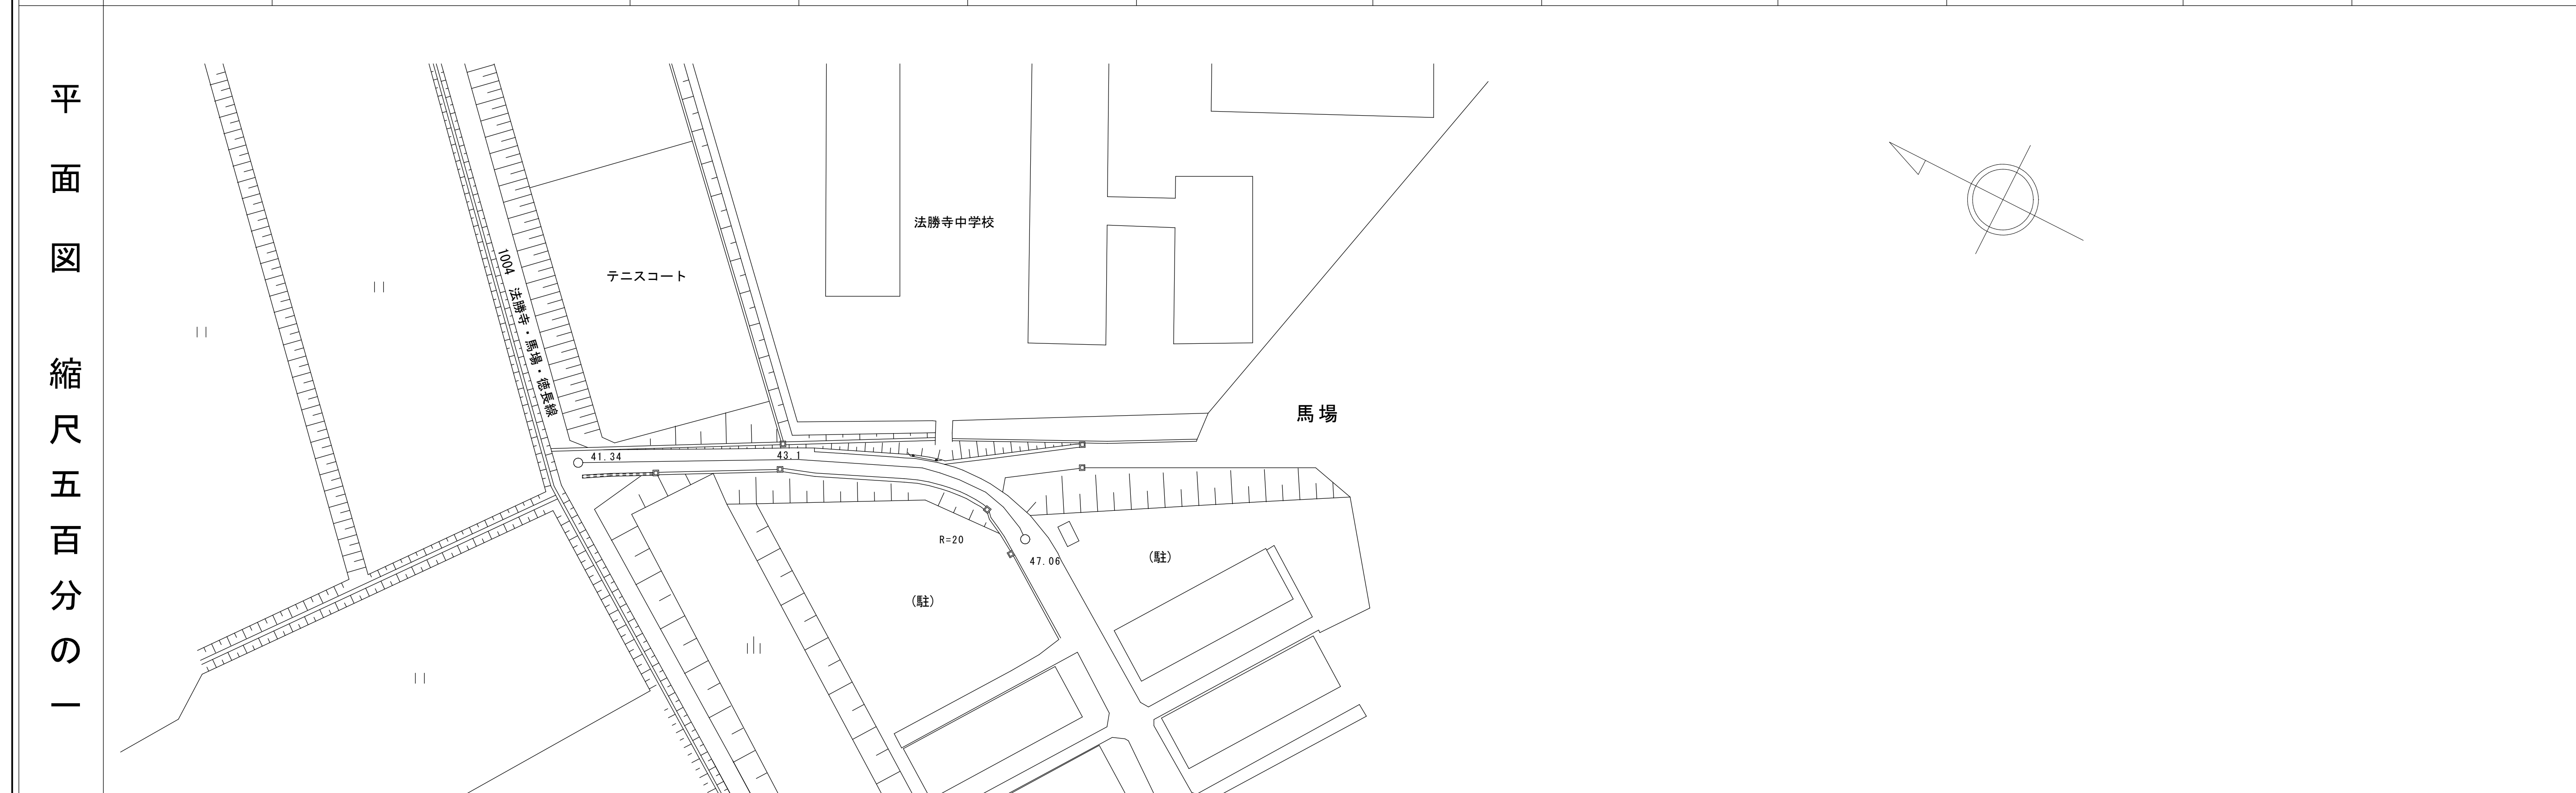 平面図 縮尺五百分の一
法勝寺中学校
テニスコート
1004 法勝寺・馬場・徳長線
馬場
41.34
43.1
R=20
47.06
(駐)
(駐)